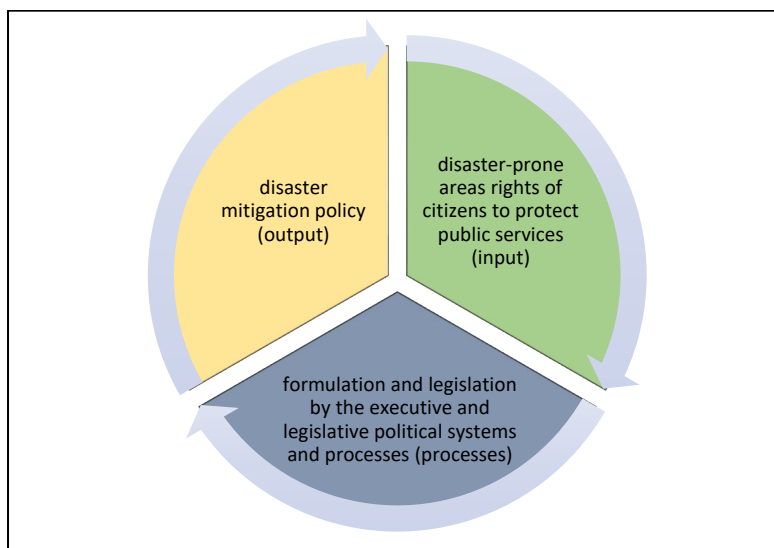 disaster
mitigation policy
(output)
disaster-prone
areas rights of
citizens to protect
public services
(input)
formulation and legislation
by the executive and
legislative political systems
and processes (processes)